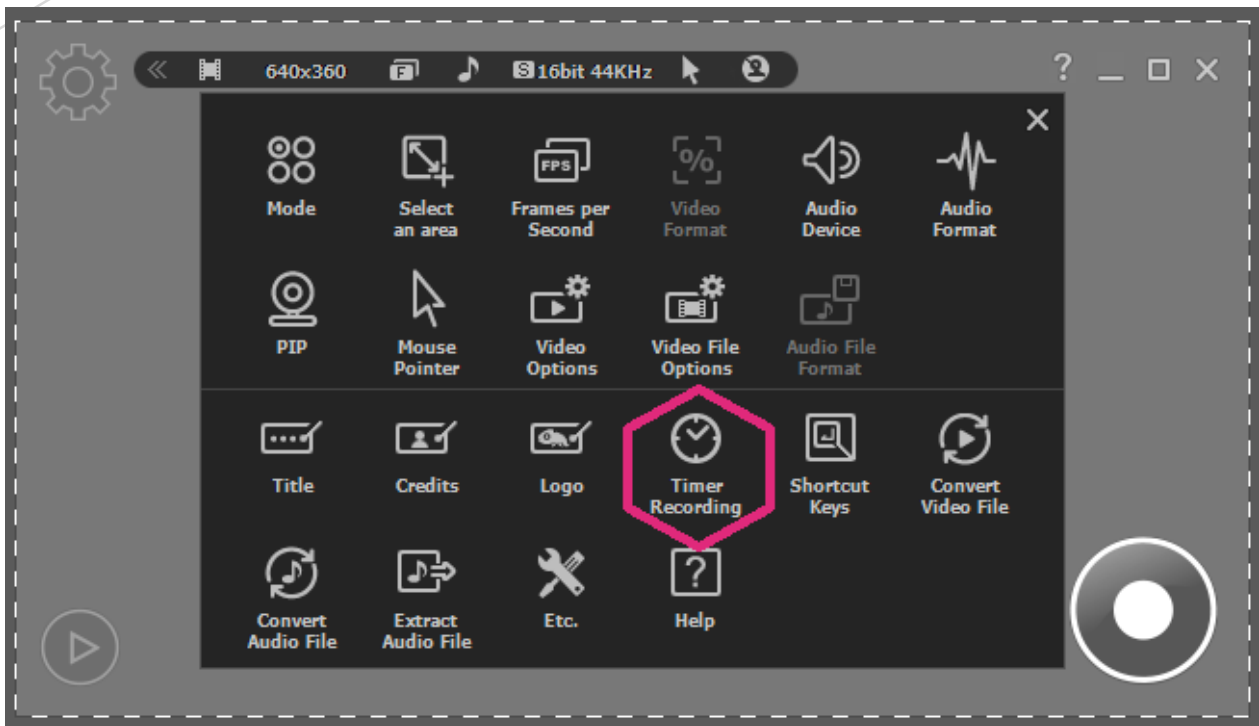 640x360 F S 16bit 44KHz ?
Mode
Select
an area
FPS
Frames per
Second
%
Video
Format
Audio
Device
Audio
Format
PIP
Mouse
Pointer
Video
Options
Video File
Options
Audio File
Format
Title
Credits
Logo
Timer
Recording
Shortcut
Keys
Convert
Video File
Convert
Audio File
Extract
Audio File
Etc.
?
Help